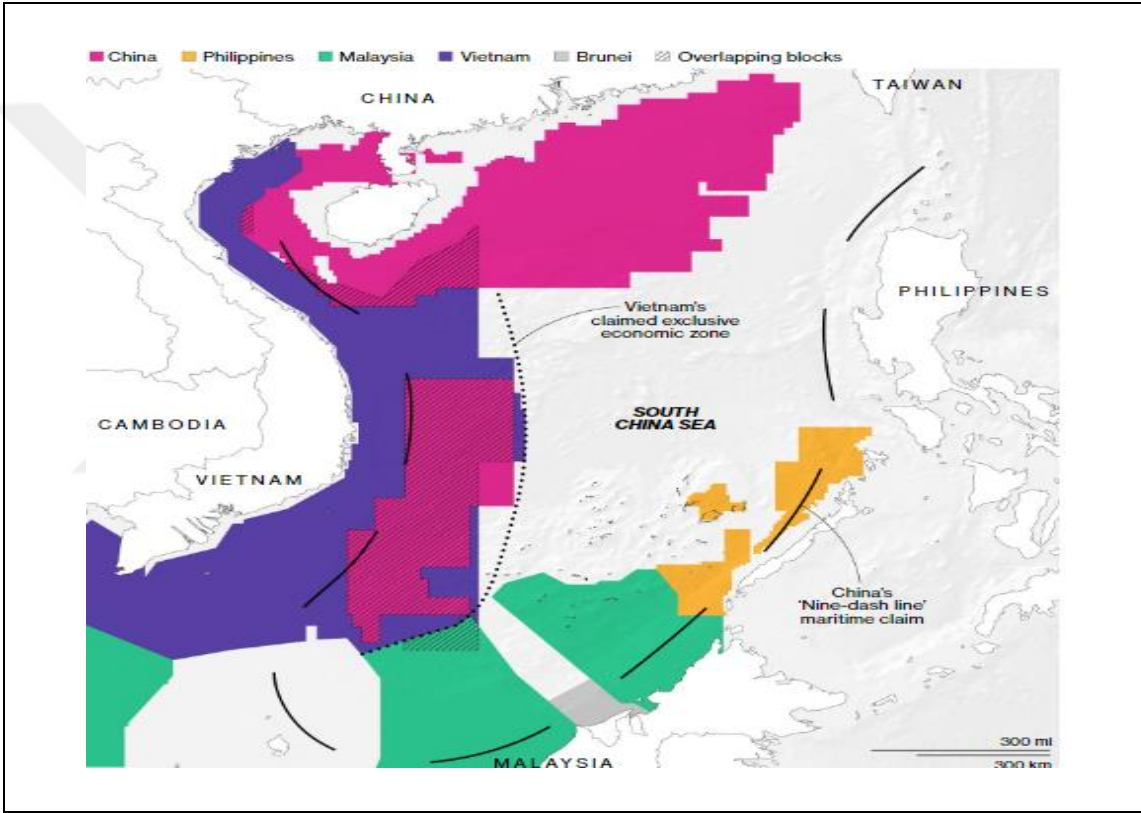 China Philippines Malaysia Vietnam Brunei Overlapping blocks
TAIWAN
CHINA
PHILIPPINES
Vietnam's
claimed exclusive
economic zone
SOUTH
CHINA SEA
CAMBODIA
VIETNAM
China's
'Nine-dash line'
maritime claim
300 mi
300 km
MALAYSIA